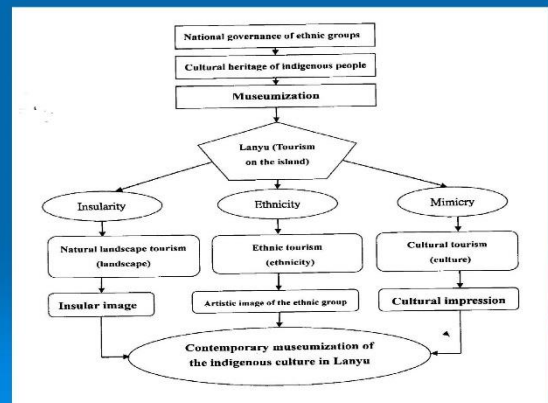 National governance of ethnic groups
Cultural heritage of indigenous people
Museumization
Lanyu (Tourism
on the island)
Insularity
Ethnicity
Mimicry
Natural landscape tourism
(landscape)
Ethnic tourism
(ethnicity)
Cultural tourism
(culture)
Insular image
Artistic image of the ethnic group
Cultural impression
Contemporary museumization of
the indigenous culture in Lanyu